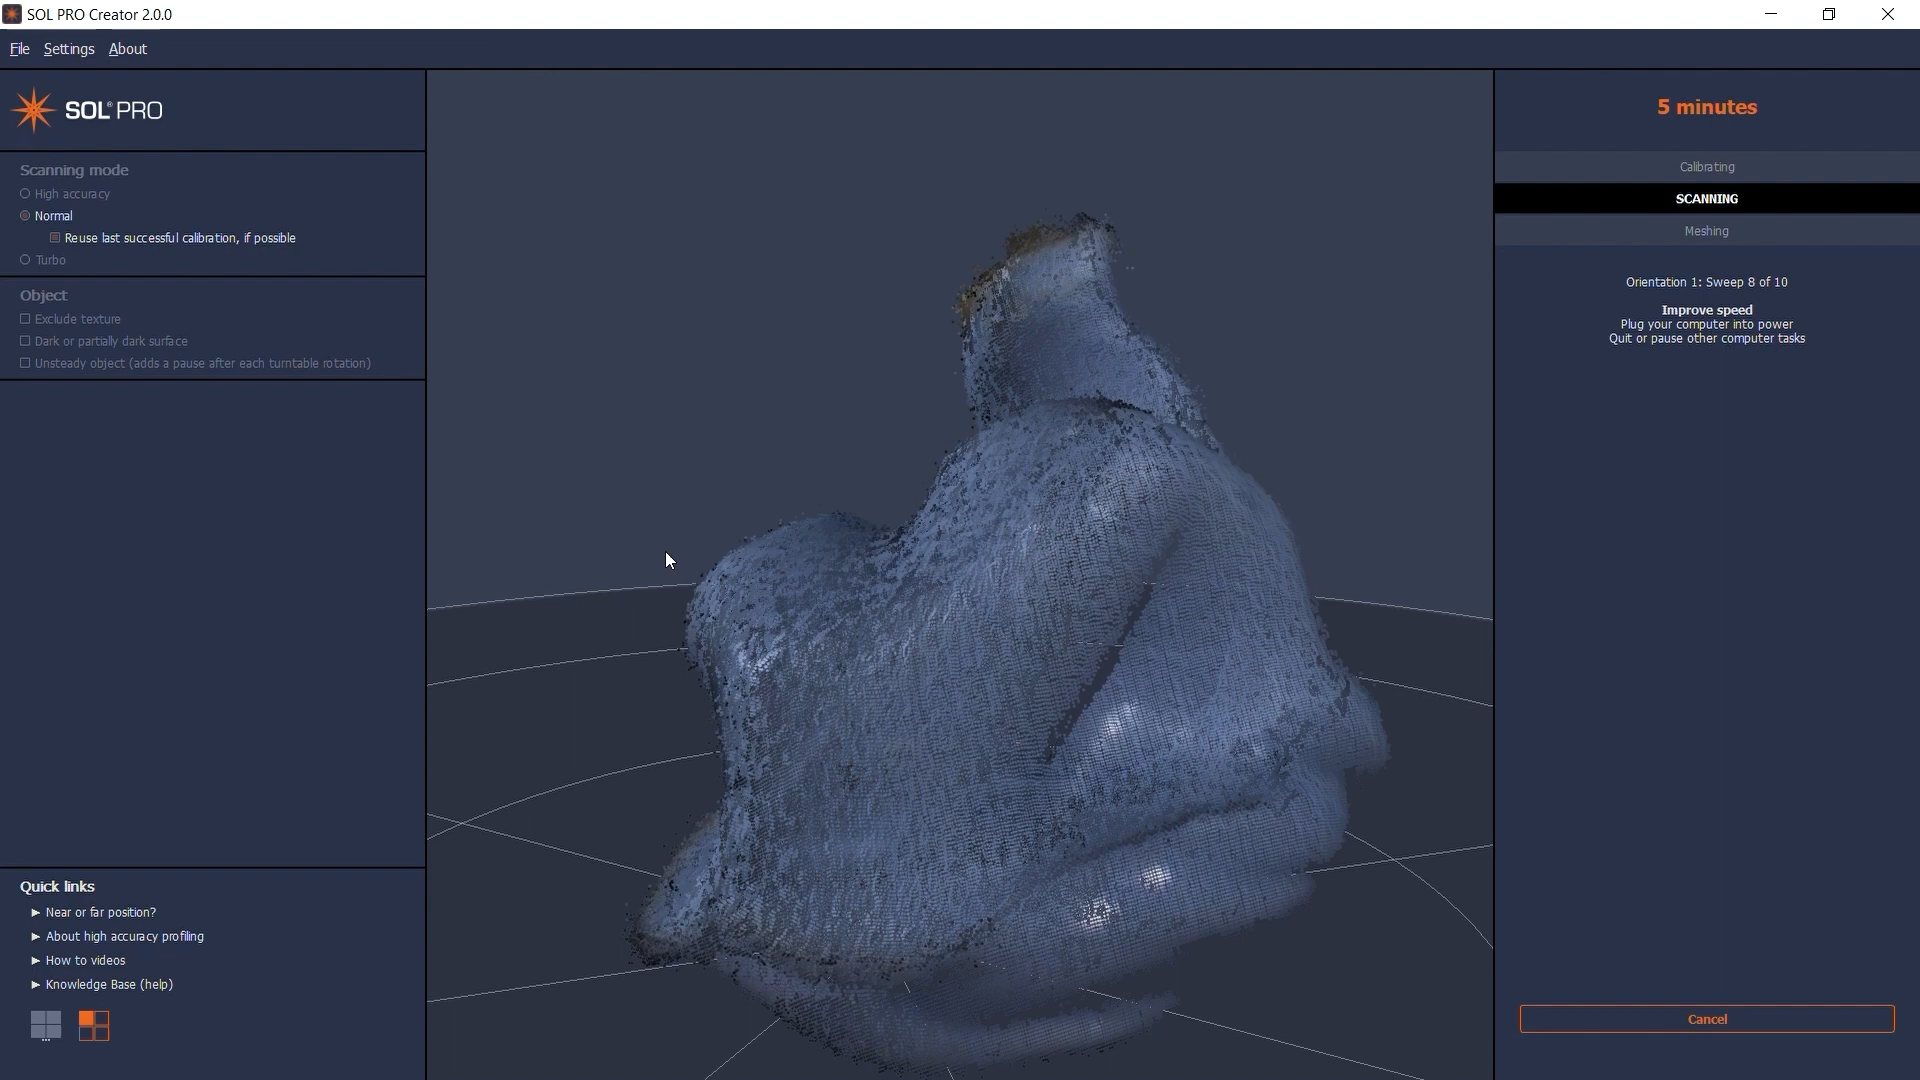 SOL PRO Creator 2.0.0
File Settings About
SOL® PRO
Scanning mode
High accuracy
Normal
Reuse last successful calibration, if possible
Turbo
Object
Exclude texture
Dark or partially dark surface
Unsteady object (adds a pause after each turntable rotation)
Quick links
Near or far position?
About high accuracy profiling
How to videos
Knowledge Base (help)
5 minutes
Calibrating
SCANNING
Meshing
Orientation 1: Sweep 8 of 10
Improve speed
Plug your computer into power
Quit or pause other computer tasks
Cancel